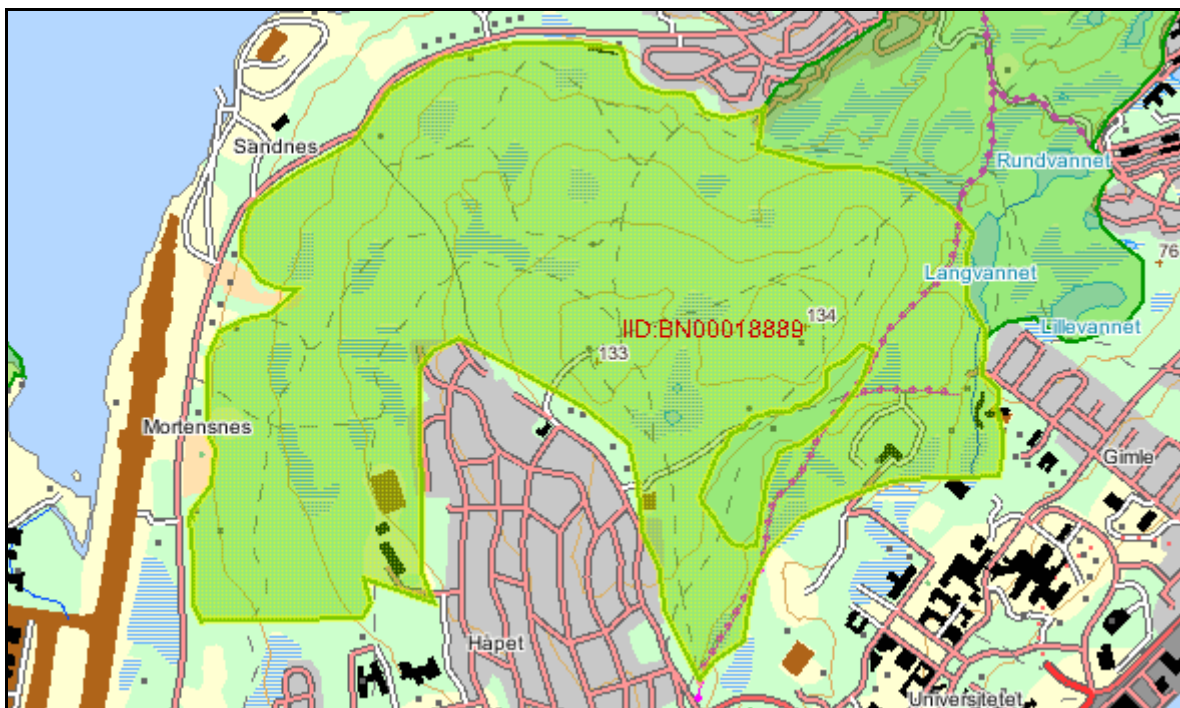 Sandnes
Rundvannet
76
Langvannet
IID:BN00018889
134
Lillevannet
133
Mortensnes
Gimle
Håpet
Universitetet